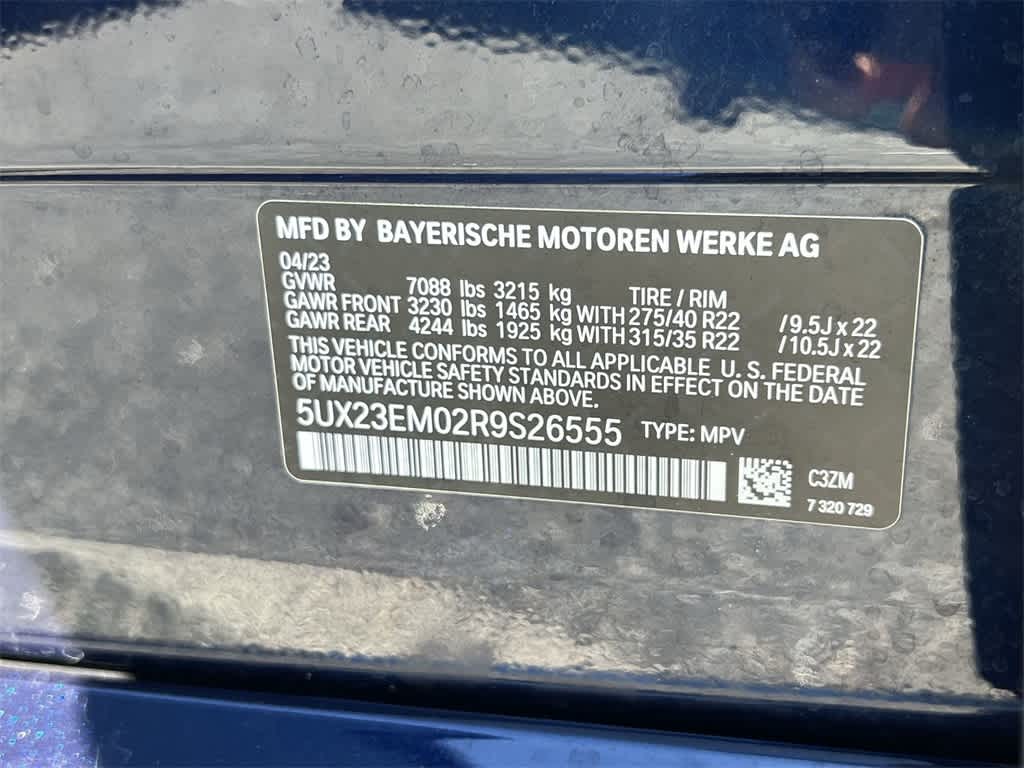 MFD BY BAYERISCHE MOTOREN WERKE AG
04/23
GVWR 7088 lbs 3215 kg TIRE / RIM
GAWR FRONT 3230 lbs 1465 kg WITH 275/40 R22 / 9.5J x 22
GAWR REAR 4244 lbs 1925 kg WITH 315/35 R22 / 10.5J x 22
THIS VEHICLE CONFORMS TO ALL APPLICABLE U. S. FEDERAL
MOTOR VEHICLE SAFETY STANDARDS IN EFFECT ON THE DATE
OF MANUFACTURE SHOWN ABOVE.
5UX23EM02R9S26555 TYPE: MPV
C3ZM
7 320 729